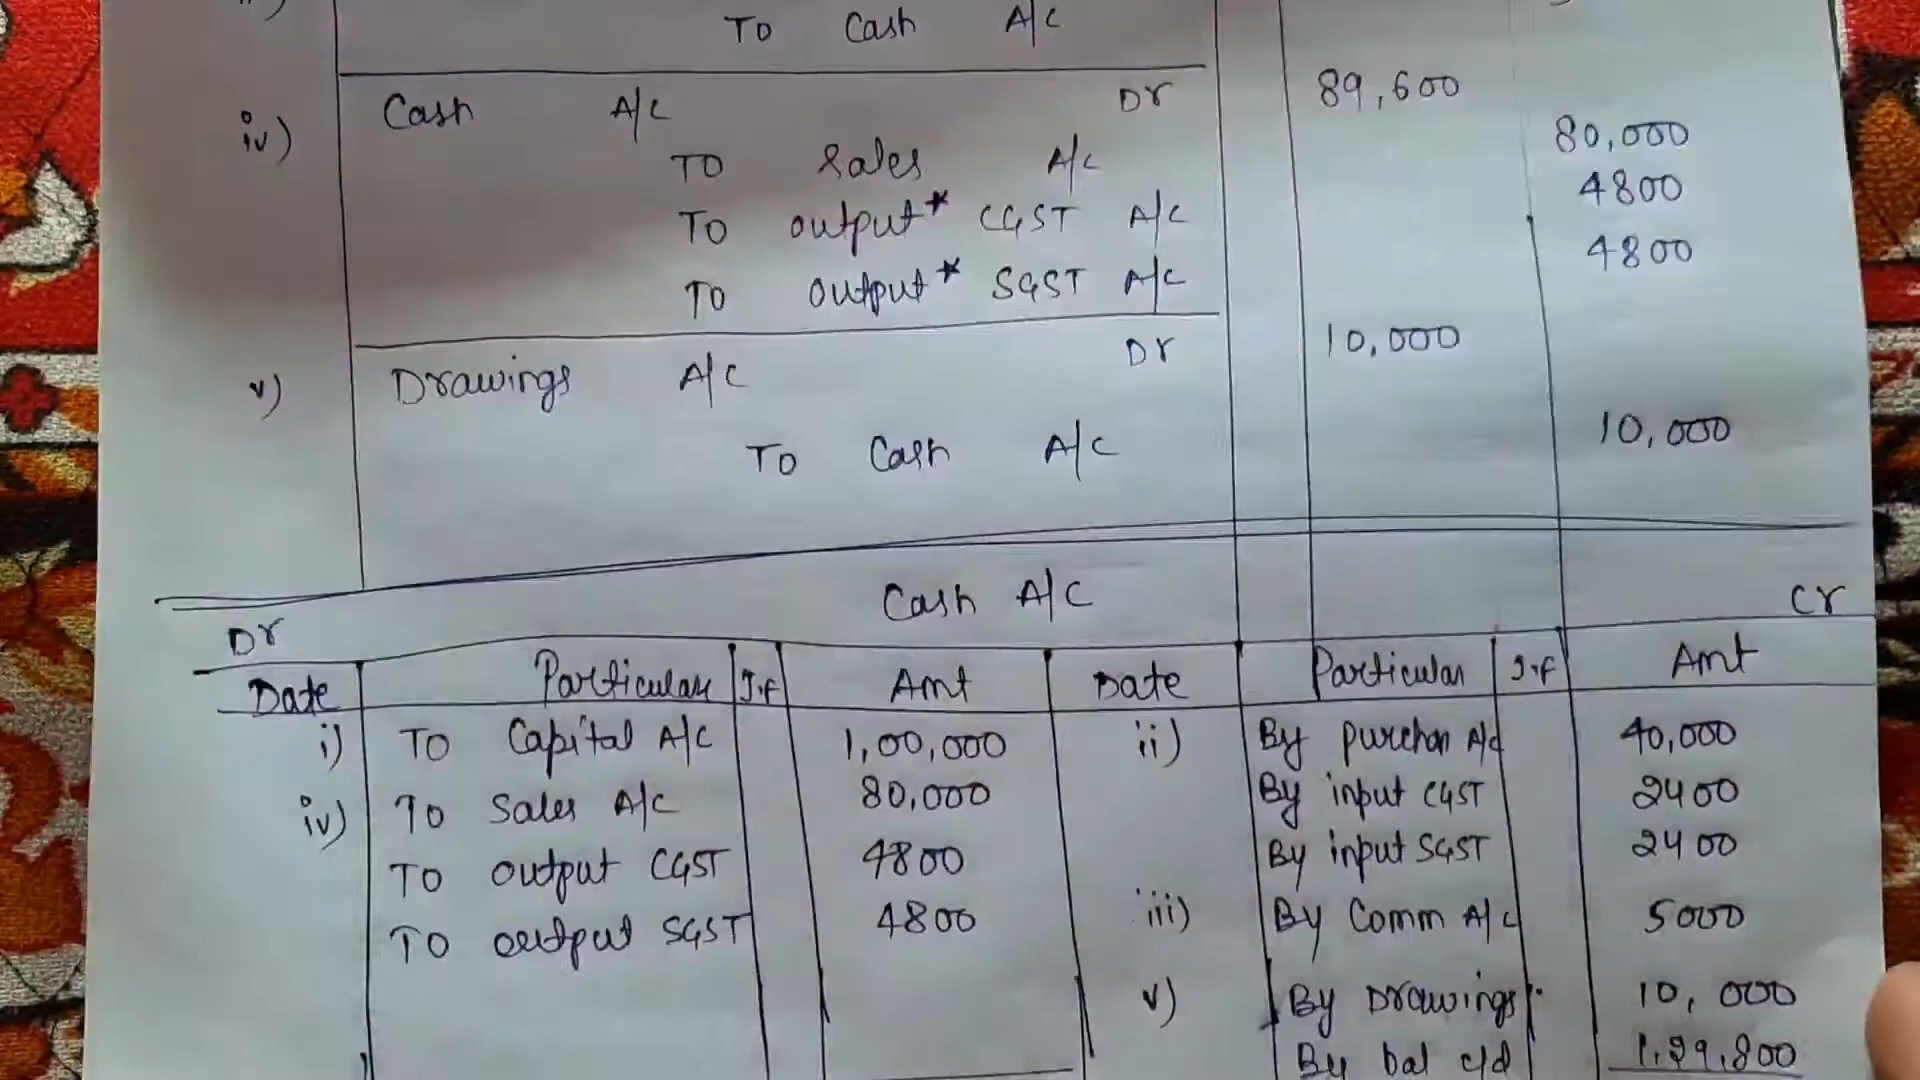 To Cash A/c
iv) Cash A/c Dr 89,600
To Sales A/c 80,000
To output* CGST A/c 4800
To output* SGST A/c 4800
v) Drawings A/c Dr 10,000
To Cash A/c 10,000
Cash A/c
Dr Cr
Date Particulars J.F Amt Date Particular J.F Amt
i) To Capital A/c 1,00,000 ii) By purchan A/c 40,000
iv) To Sales A/c 80,000 By input CGST 2400
To output CGST 4800 By input SGST 2400
To output SGST 4800 iii) By Comm A/c 5000
v) By Drawings 10,000
By bal c/d 1,29,800